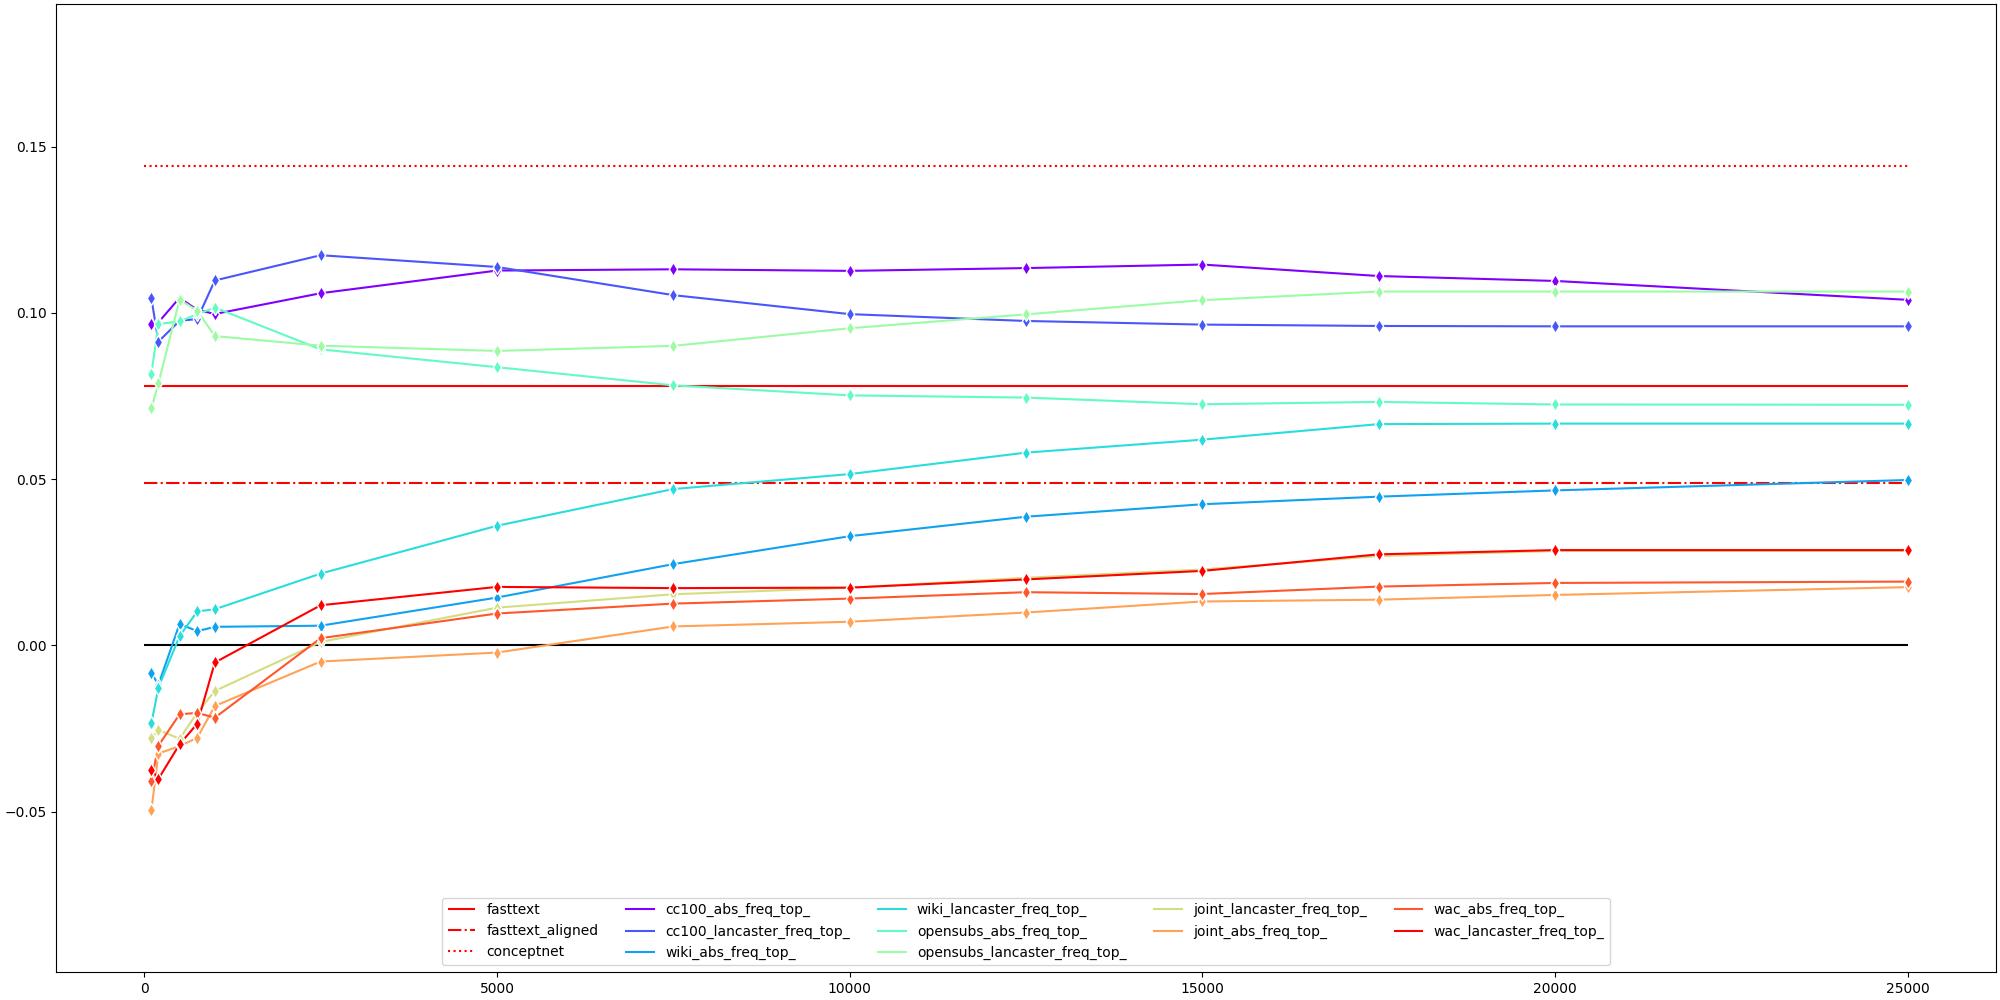 0.15
0.10
0.05
0.00
−0.05
fasttext
fasttext_aligned
conceptnet
cc100_abs_freq_top_
cc100_lancaster_freq_top_
wiki_abs_freq_top_
wiki_lancaster_freq_top_
opensubs_abs_freq_top_
opensubs_lancaster_freq_top_
joint_lancaster_freq_top_
joint_abs_freq_top_
wac_abs_freq_top_
wac_lancaster_freq_top_
0 5000 10000 15000 20000 25000